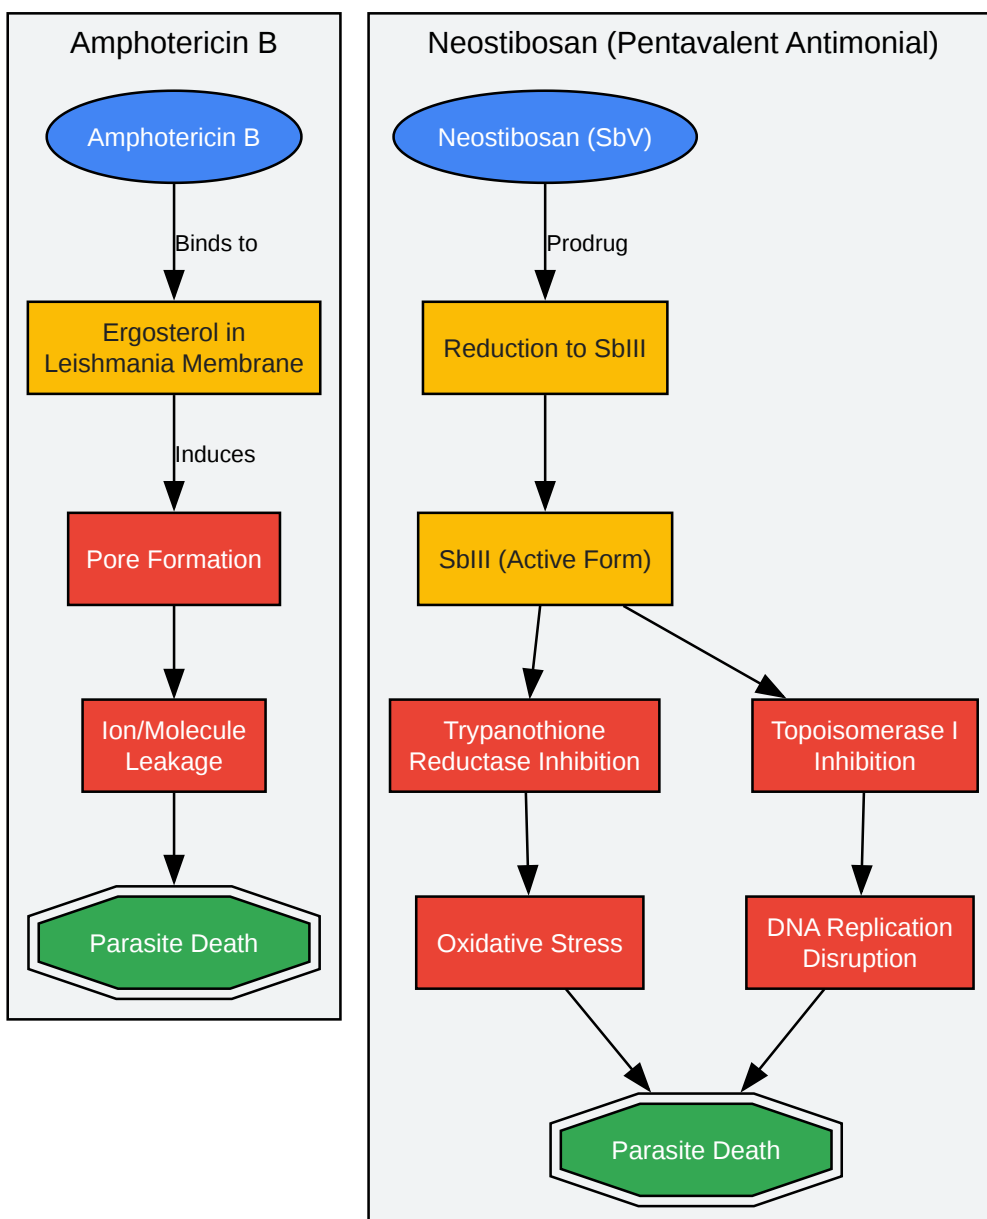 Amphotericin B
Amphotericin B
Binds to
Ergosterol in
Leishmania Membrane
Induces
Pore Formation
Ion/Molecule
Leakage
Parasite Death
Neostibosan (Pentavalent Antimonial)
Neostibosan (SbV)
Prodrug
Reduction to SbIII
SbIII (Active Form)
Trypanothione
Reductase Inhibition
Topoisomerase I
Inhibition
Oxidative Stress
DNA Replication
Disruption
Parasite Death